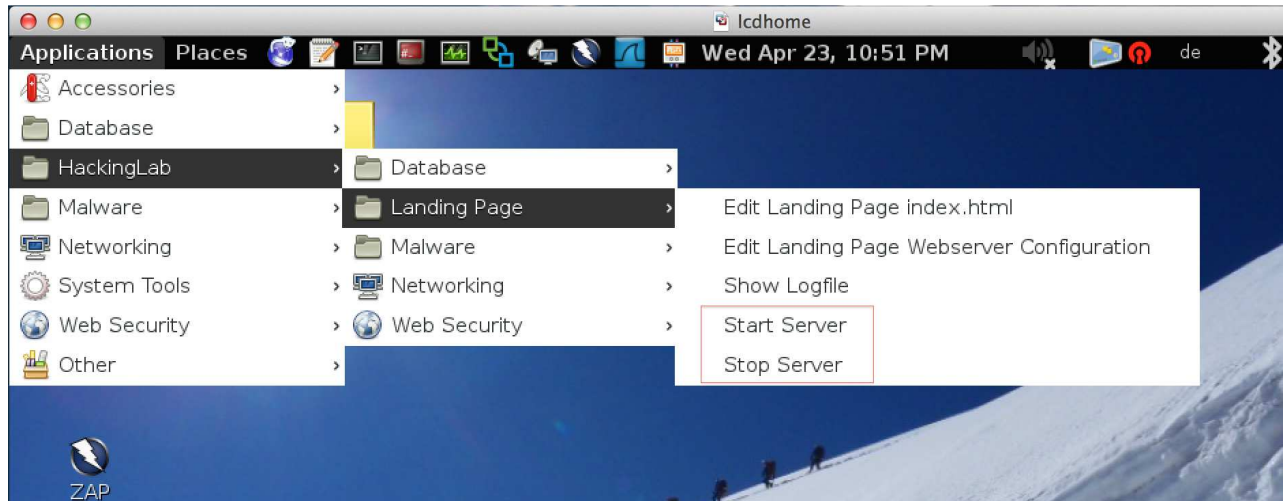 lcdhome
Applications Places Wed Apr 23, 10:51 PM de
Accessories
Database
HackingLab
Malware
Networking
System Tools
Web Security
Other
Database
Landing Page
Malware
Networking
Web Security
Edit Landing Page index.html
Edit Landing Page Webserver Configuration
Show Logfile
Start Server
Stop Server
ZAP